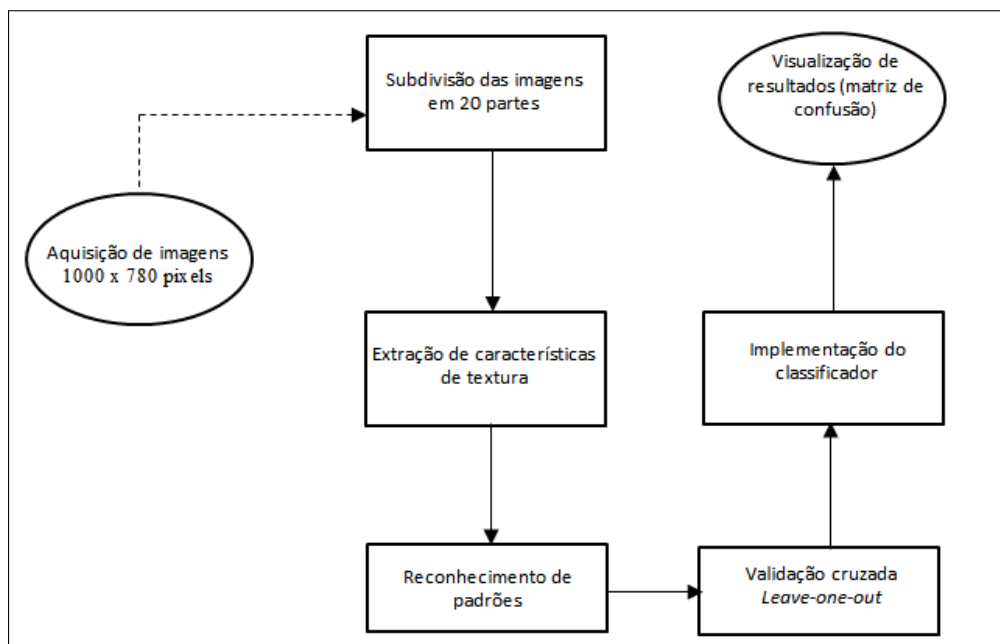 Aquisição de imagens
1000 x 780 pixels
Subdivisão das imagens
em 20 partes
Extração de características
de textura
Reconhecimento de
padrões
Validação cruzada
Leave-one-out
Implementação do
classificador
Visualização de
resultados (matriz de
confusão)